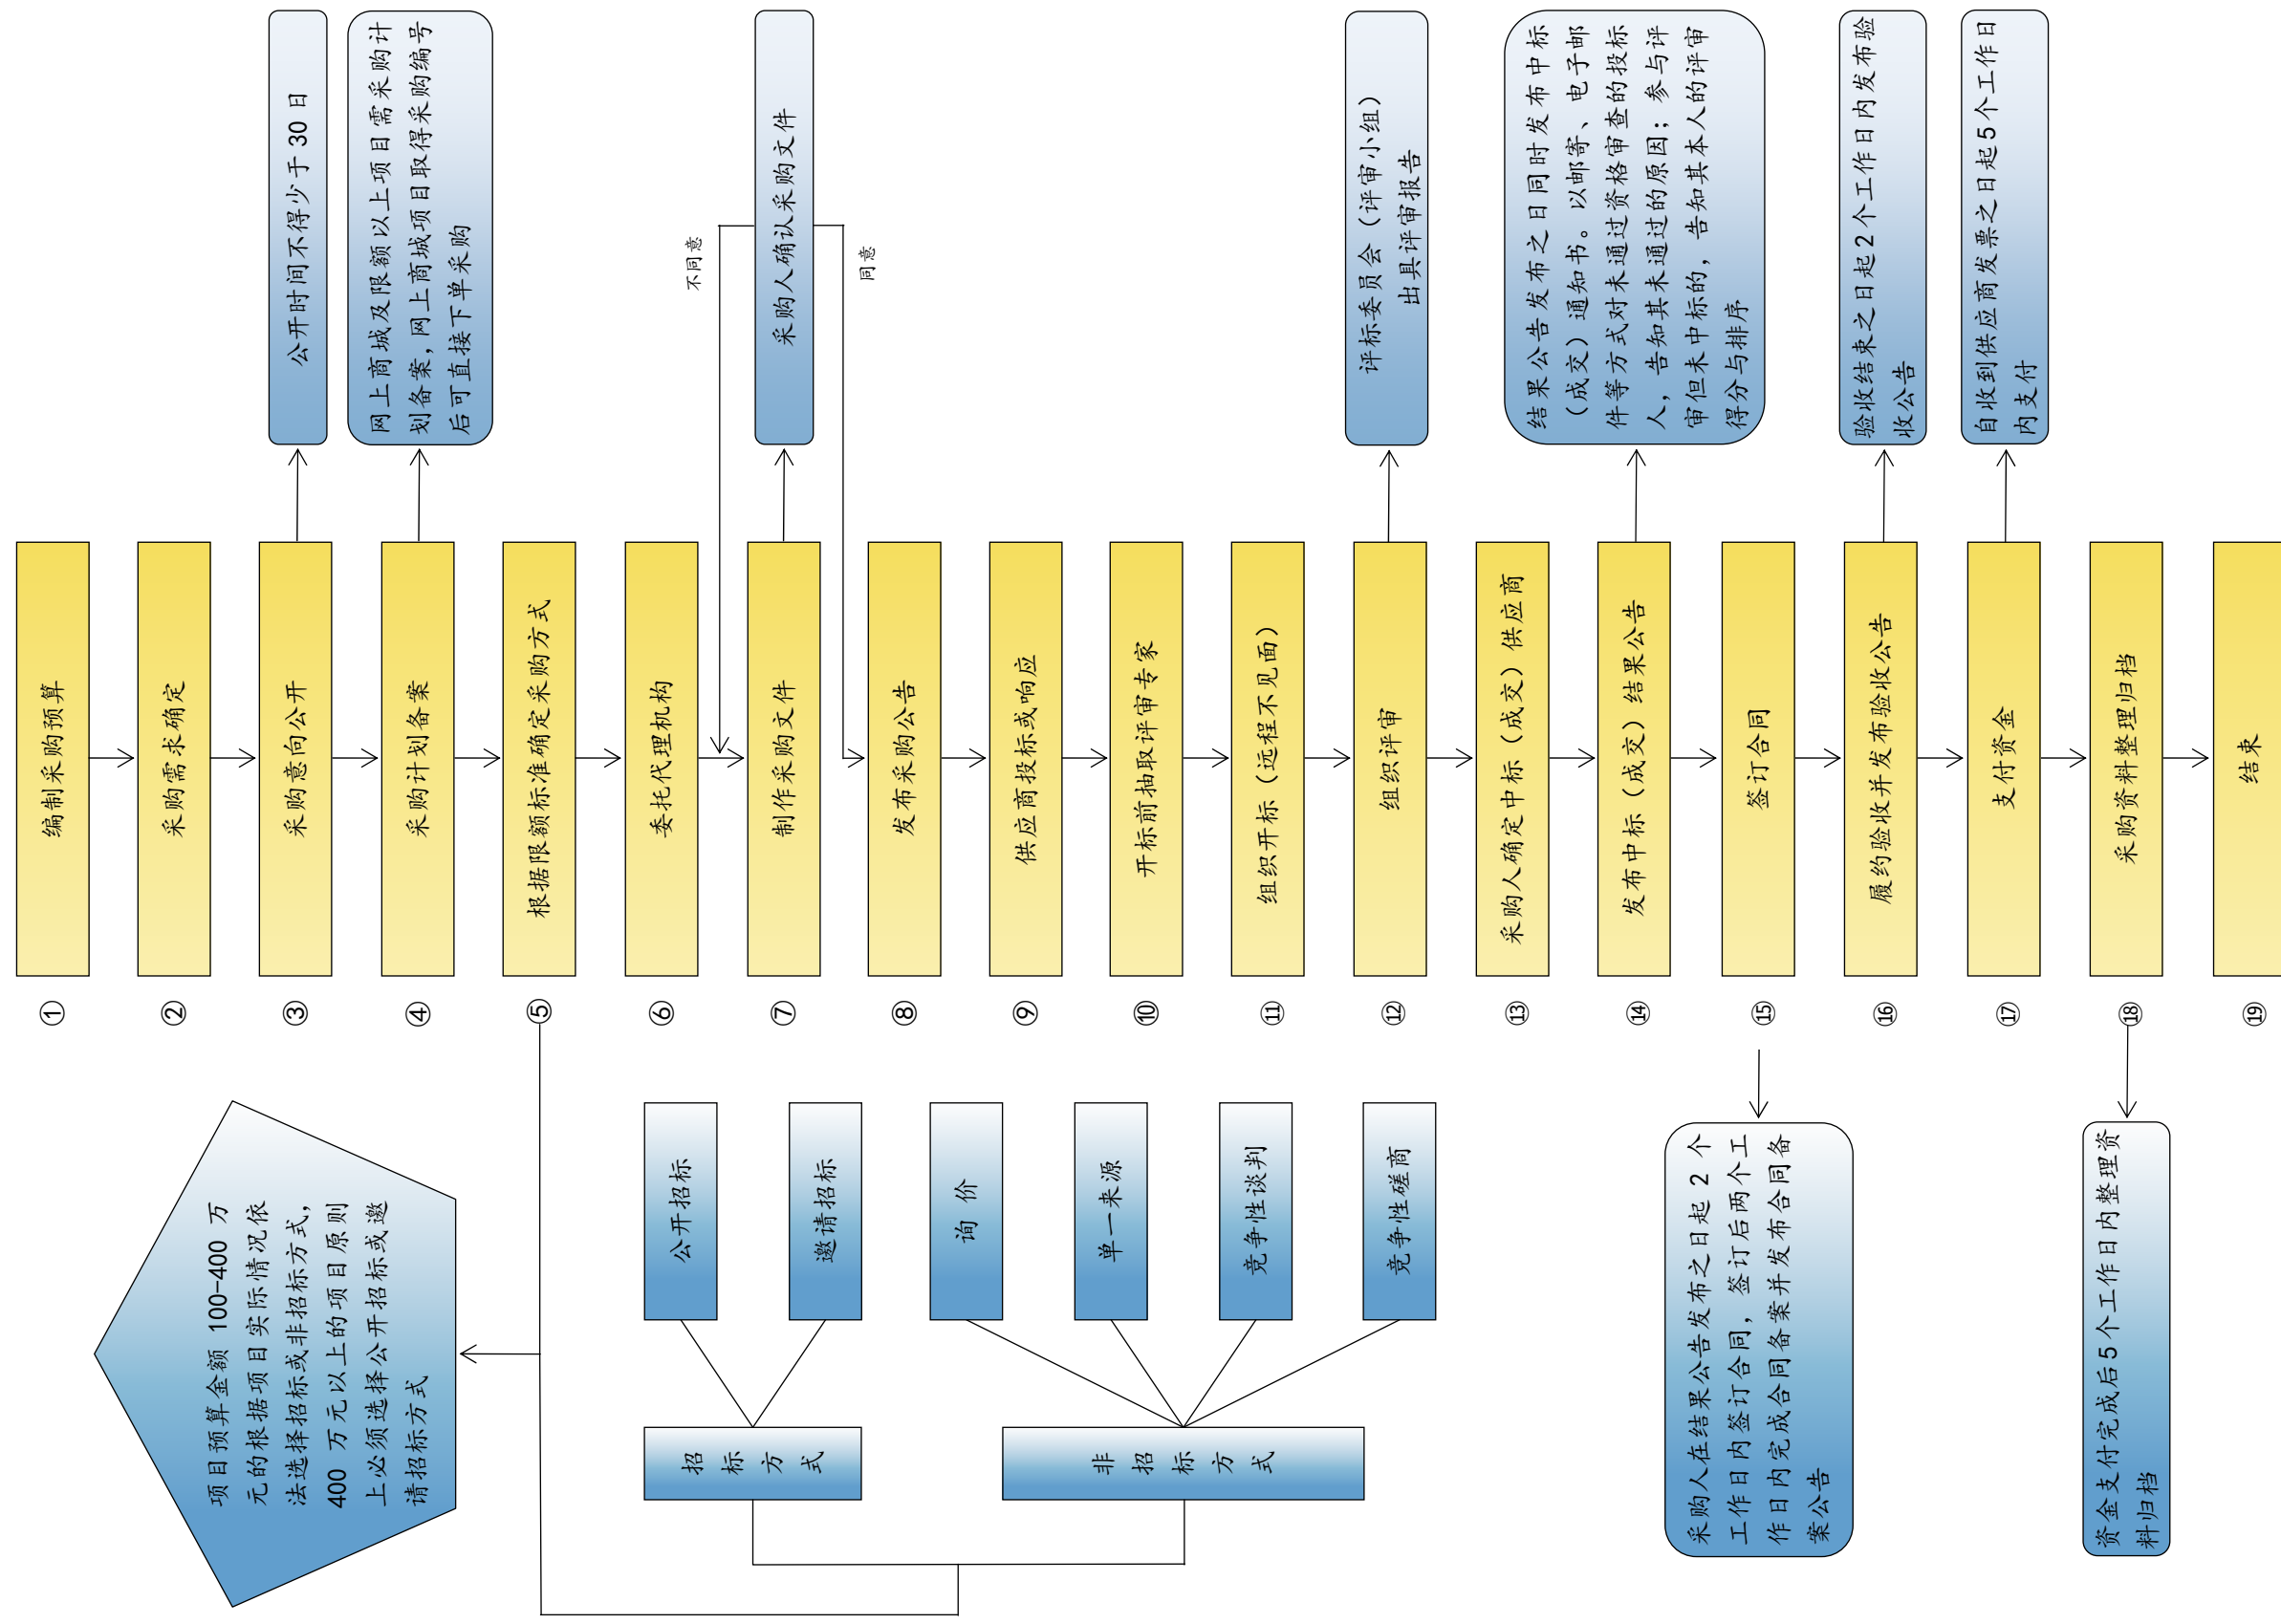 ①
编制采购预算
②
采购需求确定
③
采购意向公开
公开时间不得少于 30 日
④
采购计划备案
网上商城及限额以上项目需采购计
划备案，网上商城项目取得采购编号
后可直接下单采购
⑤
根据限额标准确定采购方式
项目预算金额 100-400 万
元的根据项目实际情况依
法选择招标或非招标方式，
400 万元以上的项目原则
上必须选择公开招标或邀
请招标方式
招标方式
公开招标
邀请招标
非招标方式
询 价
单一来源
竞争性谈判
竞争性磋商
⑥
委托代理机构
⑦
制作采购文件
采购人确认采购文件
不同意
同意
⑧
发布采购公告
⑨
供应商投标或响应
⑩
开标前抽取评审专家
⑪
组织开标（远程不见面）
⑫
组织评审
评标委员会（评审小组）
出具评审报告
⑬
采购人确定中标（成交）供应商
⑭
发布中标（成交）结果公告
结果公告发布之日同时发布中标
（成交）通知书。以邮寄、电子邮
件等方式对未通过资格审查的投标
人，告知其未通过的原因；参与评
审但未中标的，告知其本人的评审
得分与排序
⑮
签订合同
采购人在结果公告发布之日起 2 个
工作日内签订合同，签订后两个工
作日内完成合同备案并发布合同备
案公告
⑯
履约验收并发布验收公告
验收结束之日起2个工作日内发布验
收公告
⑰
支付资金
自收到供应商发票之日起5个工作日
内支付
⑱
采购资料整理归档
资金支付完成后5个工作日内整理资
料归档
⑲
结束